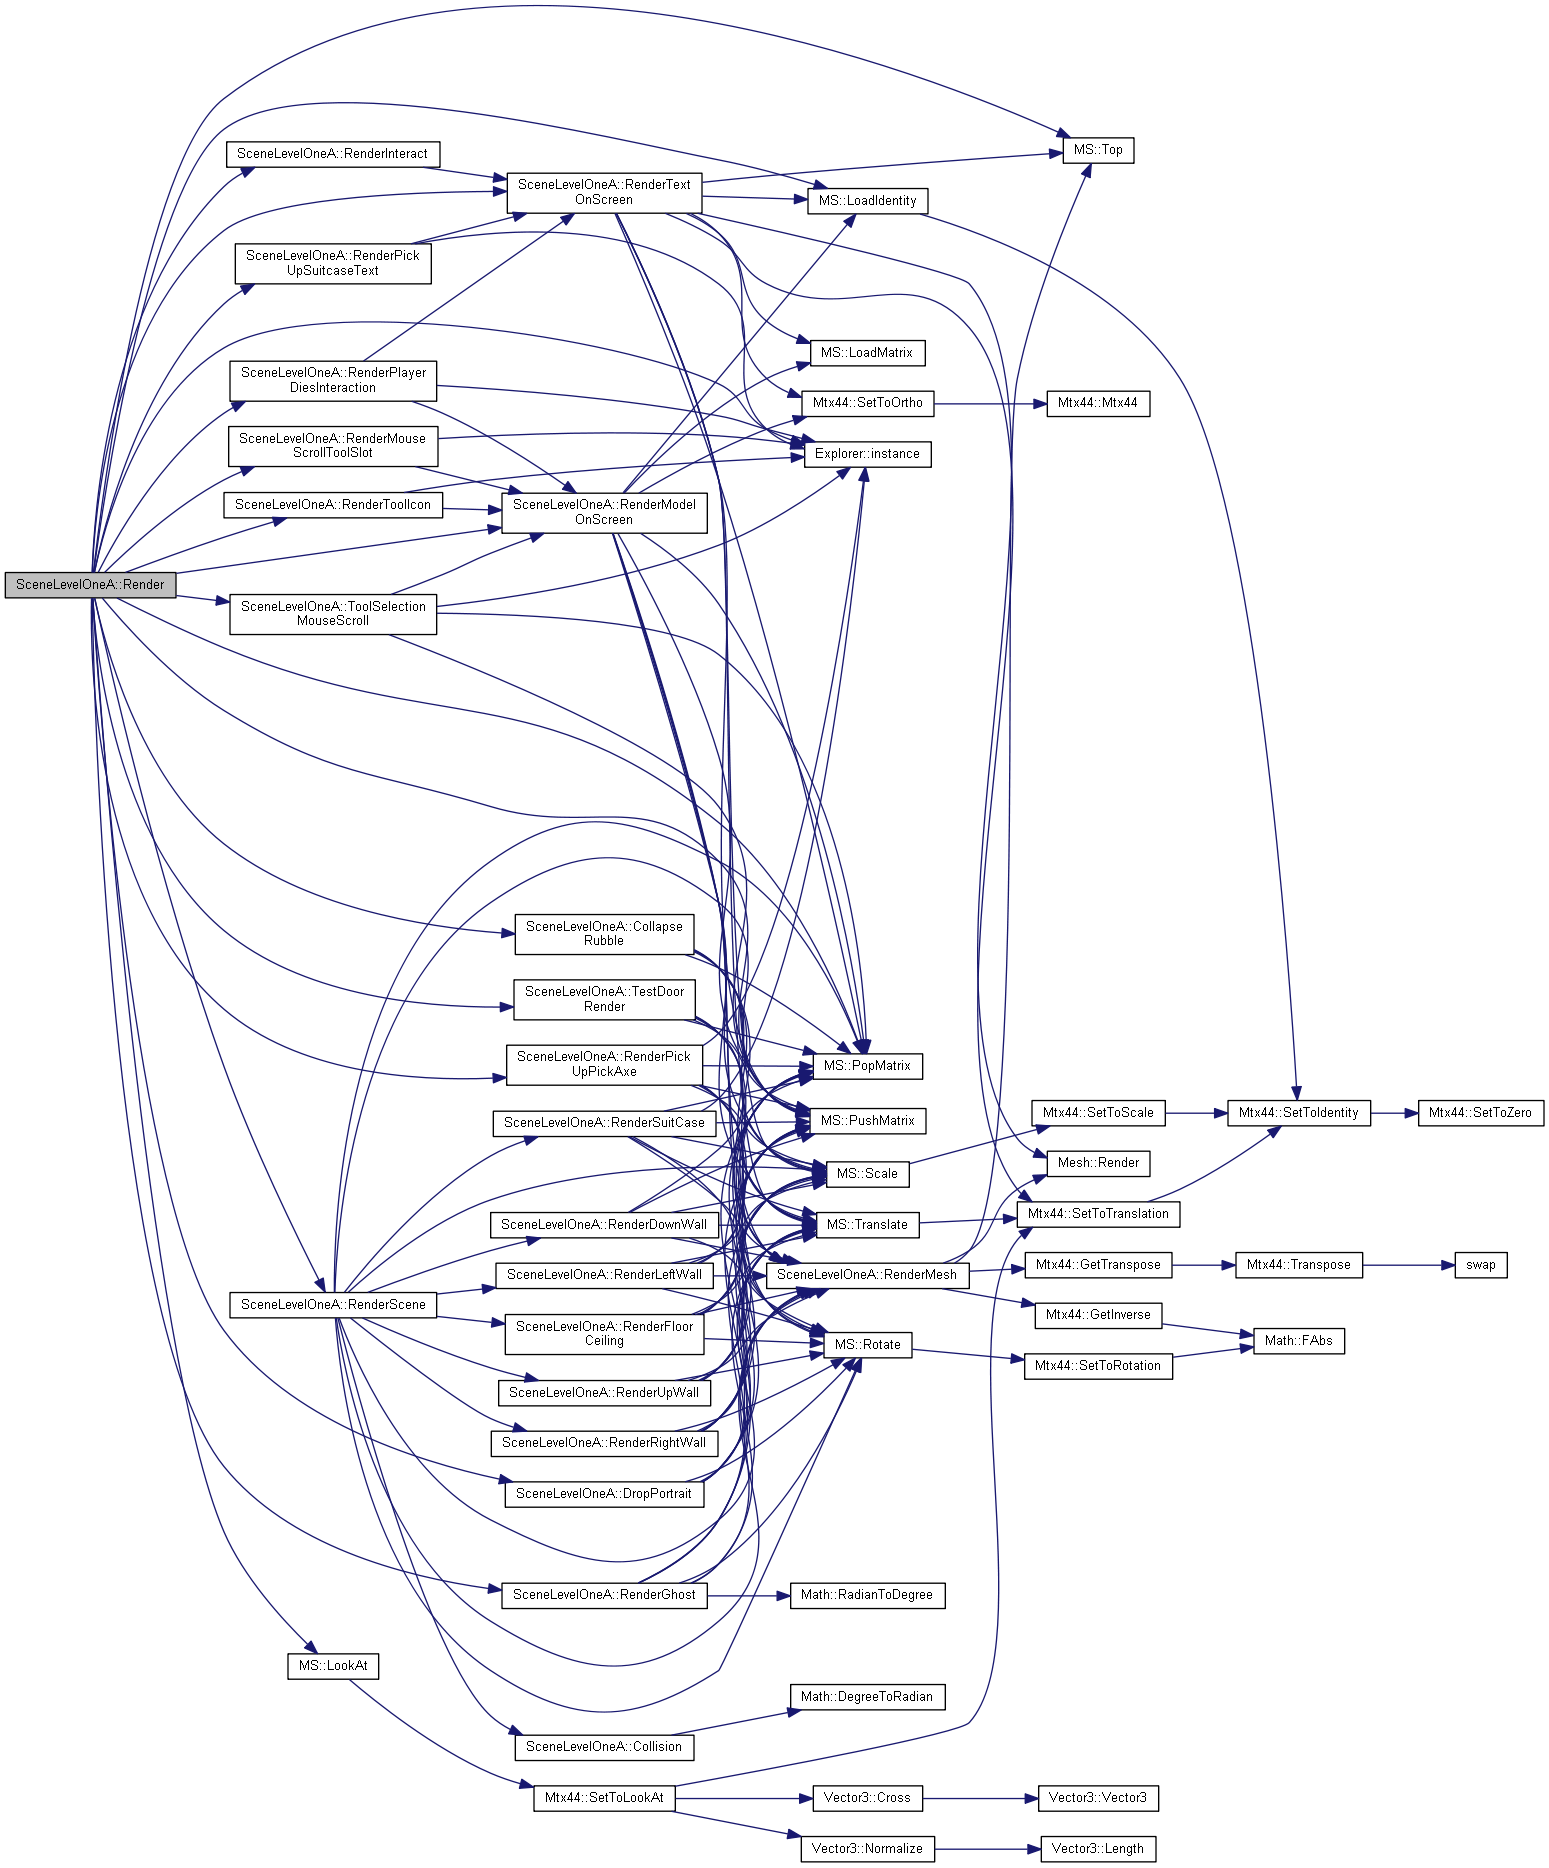 MS::Top
SceneLevelOneA::RenderInteract
SceneLevelOneA::RenderText
OnScreen
MS::LoadIdentity
SceneLevelOneA::RenderPick
UpSuitcaseText
MS::LoadMatrix
SceneLevelOneA::RenderPlayer
DiesInteraction
Mtx44::SetToOrtho
Mtx44::Mtx44
SceneLevelOneA::RenderMouse
ScrollToolSlot
Explorer::instance
SceneLevelOneA::RenderToolIcon
SceneLevelOneA::RenderModel
OnScreen
SceneLevelOneA::Render
SceneLevelOneA::ToolSelection
MouseScroll
SceneLevelOneA::Collapse
Rubble
SceneLevelOneA::TestDoor
Render
SceneLevelOneA::RenderPick
UpPickAxe
MS::PopMatrix
SceneLevelOneA::RenderSuitCase
MS::PushMatrix
Mtx44::SetToScale
Mtx44::SetToIdentity
Mtx44::SetToZero
MS::Scale
Mesh::Render
SceneLevelOneA::RenderDownWall
MS::Translate
Mtx44::SetToTranslation
SceneLevelOneA::RenderLeftWall
SceneLevelOneA::RenderMesh
Mtx44::GetTranspose
Mtx44::Transpose
swap
SceneLevelOneA::RenderScene
Mtx44::GetInverse
SceneLevelOneA::RenderFloor
Ceiling
MS::Rotate
Math::FAbs
Mtx44::SetToRotation
SceneLevelOneA::RenderUpWall
SceneLevelOneA::RenderRightWall
SceneLevelOneA::DropPortrait
SceneLevelOneA::RenderGhost
Math::RadianToDegree
MS::LookAt
Math::DegreeToRadian
SceneLevelOneA::Collision
Mtx44::SetToLookAt
Vector3::Cross
Vector3::Vector3
Vector3::Normalize
Vector3::Length